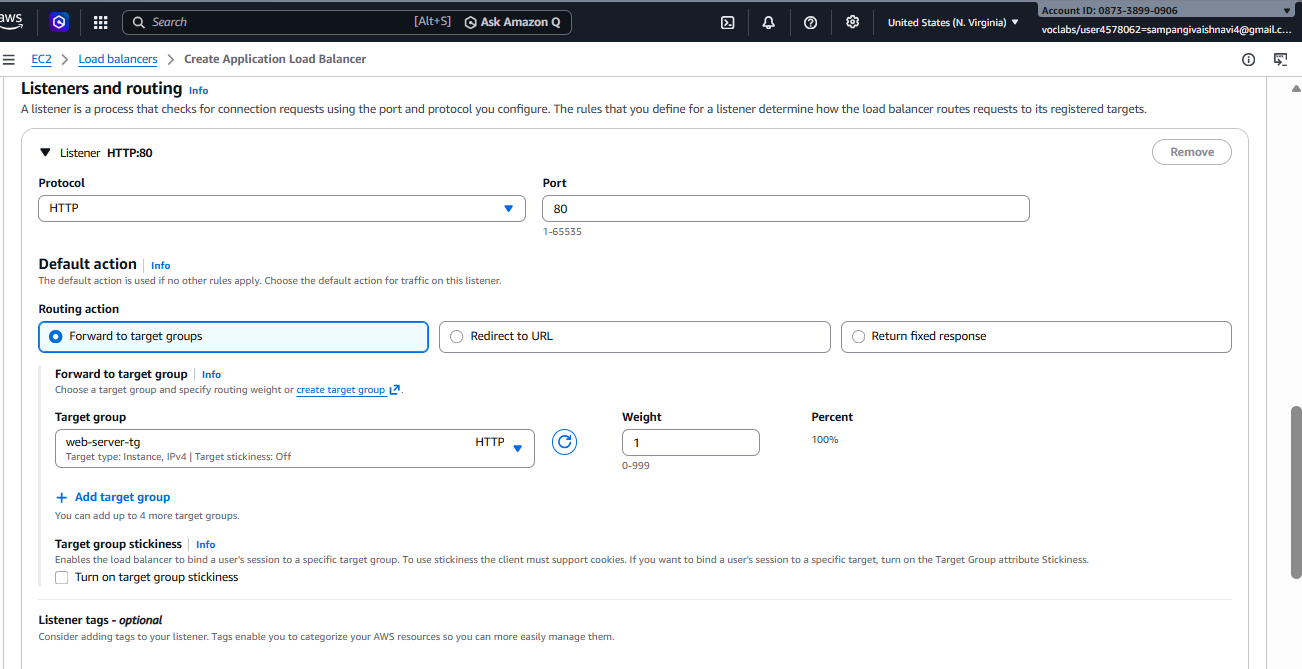 aws Search [Alt+S] Ask Amazon Q United States (N. Virginia) Account ID: 0873-3899-0906
voclabs/user4578062=sampangivaishnavi4@gmail.c...
EC2 > Load balancers > Create Application Load Balancer
Listeners and routing Info
A listener is a process that checks for connection requests using the port and protocol you configure. The rules that you define for a listener determine how the load balancer routes requests to its registered targets.
Listener HTTP:80 Remove
Protocol Port
HTTP 80
1-65535
Default action Info
The default action is used if no other rules apply. Choose the default action for traffic on this listener.
Routing action
Forward to target groups Redirect to URL Return fixed response
Forward to target group Info
Choose a target group and specify routing weight or create target group .
Target group Weight Percent
web-server-tg HTTP 1 100%
Target type: Instance, IPv4 | Target stickiness: Off
0-999
+ Add target group
You can add up to 4 more target groups.
Target group stickiness Info
Enables the load balancer to bind a user's session to a specific target group. To use stickiness the client must support cookies. If you want to bind a user's session to a specific target, turn on the Target Group attribute Stickiness.
Turn on target group stickiness
Listener tags - optional
Consider adding tags to your listener. Tags enable you to categorize your AWS resources so you can more easily manage them.